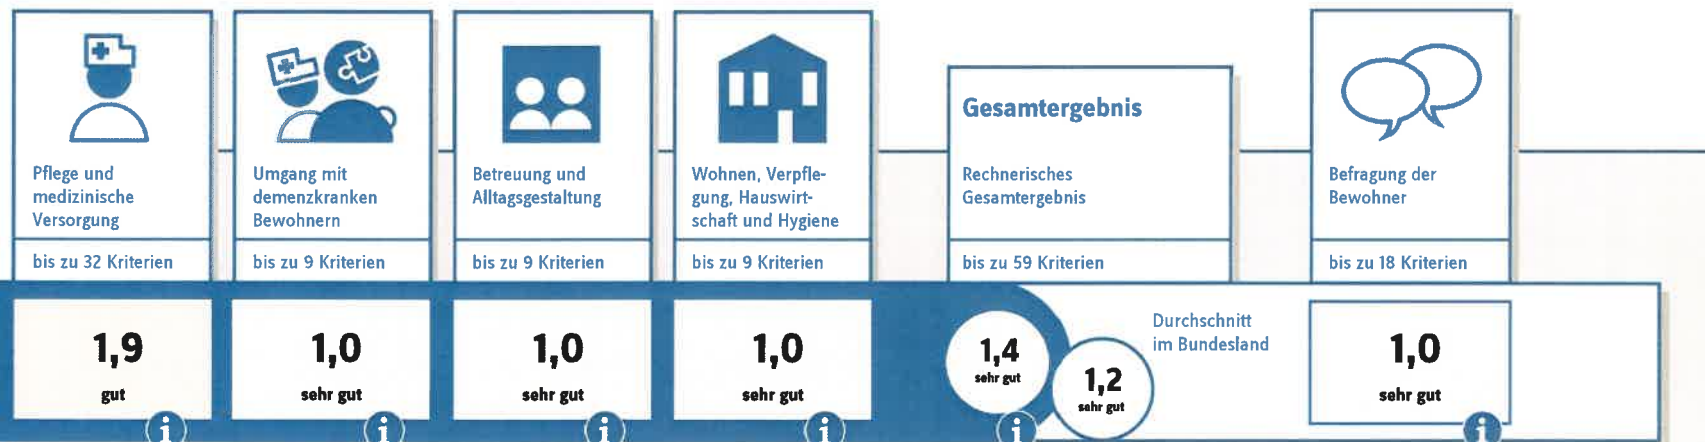 Pflege und
medizinische
Versorgung
bis zu 32 Kriterien
1,9
gut
i
Umgang mit
demenzkranken
Bewohnern
bis zu 9 Kriterien
1,0
sehr gut
i
Betreuung und
Alltagsgestaltung
bis zu 9 Kriterien
1,0
sehr gut
i
Wohnen, Verpfle-
gung, Hauswirt-
schaft und Hygiene
bis zu 9 Kriterien
1,0
sehr gut
i
Gesamtergebnis
Rechnerisches
Gesamtergebnis
bis zu 59 Kriterien
1,4
sehr gut
i
1,2
sehr gut
Durchschnitt
im Bundesland
Befragung der
Bewohner
bis zu 18 Kriterien
1,0
sehr gut
i